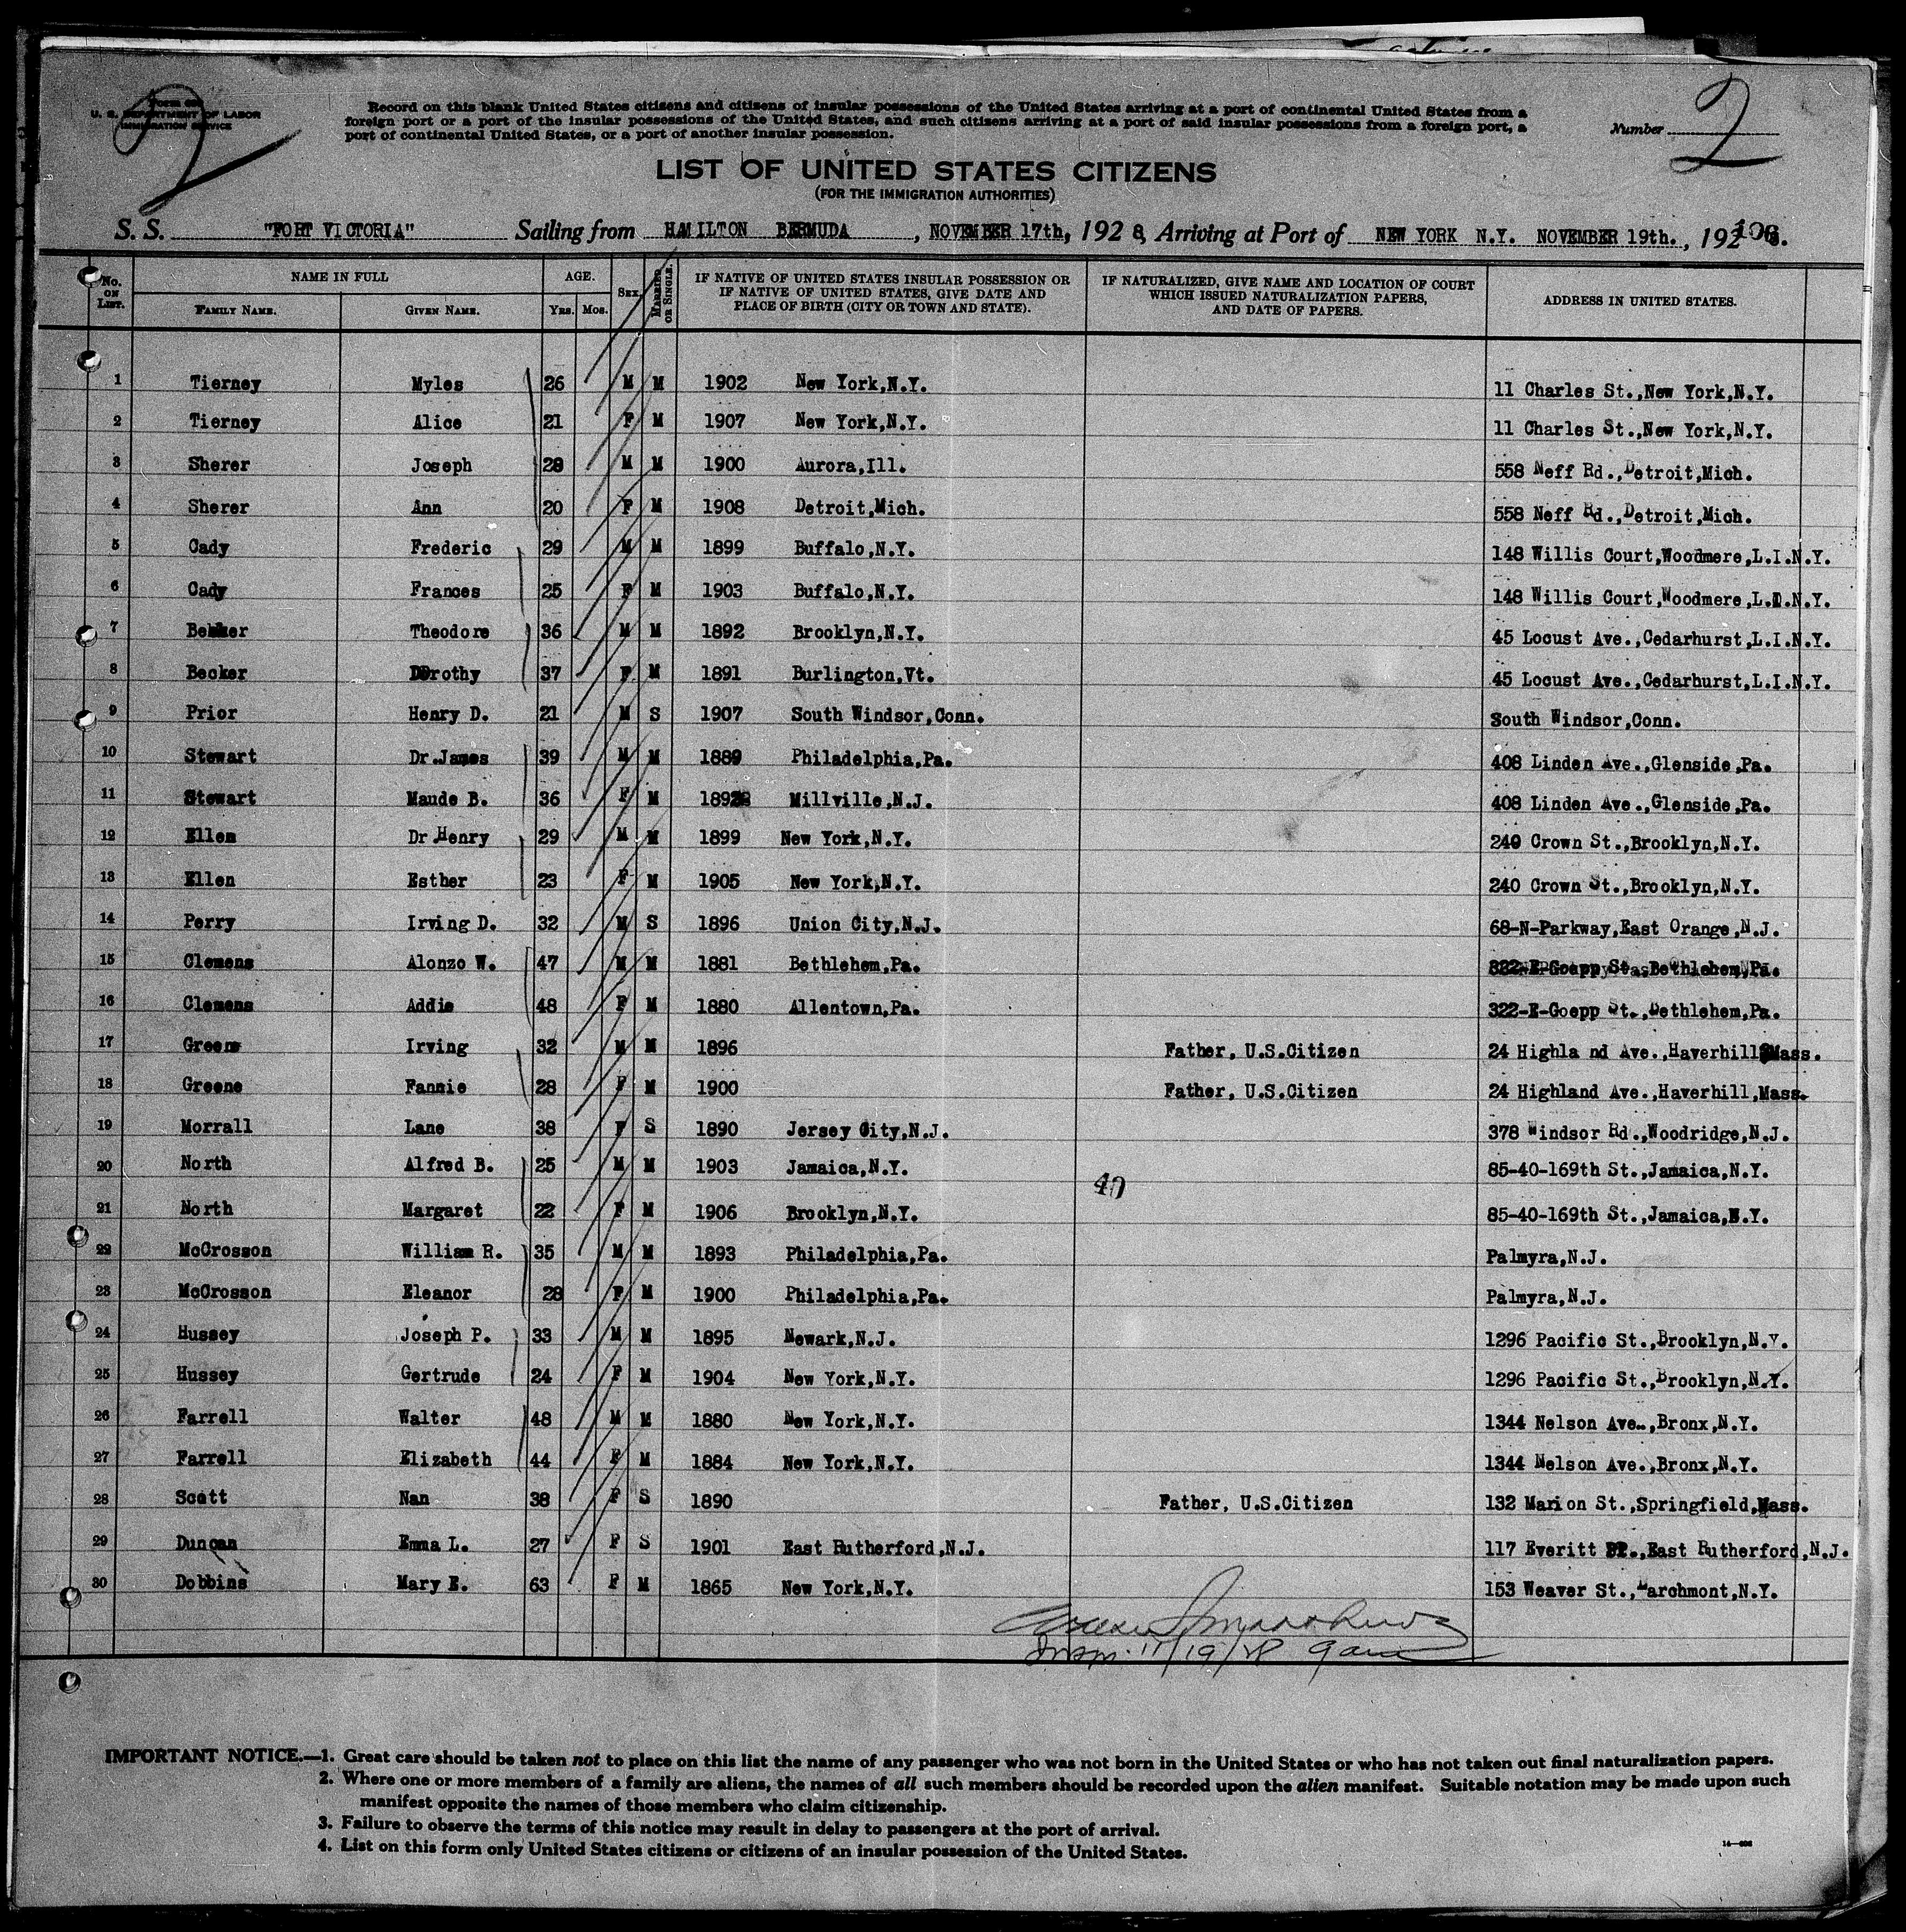 2
FORM 630
U. S. DEPARTMENT OF LABOR
IMMIGRATION SERVICE
Record on this blank United States citizens and citizens of insular possessions of the United States arriving at a port of continental United States from a
foreign port or a port of the insular possessions of the United States, and such citizens arriving at a port of said insular possessions from a foreign port, a
port of continental United States, or a port of another insular possession.
Number 2
LIST OF UNITED STATES CITIZENS
(FOR THE IMMIGRATION AUTHORITIES)
S. S. "FORT VICTORIA" Sailing from HAMILTON BERMUDA, NOVEMBER 17th, 192 8, Arriving at Port of NEW YORK N.Y. NOVEMBER 19th., 192
No. ON LIST. NAME IN FULL AGE. SEX. MARRIED OR SINGLE. IF NATIVE OF UNITED STATES INSULAR POSSESSION OR IF NATIVE OF UNITED STATES, GIVE DATE AND PLACE OF BIRTH (CITY OR TOWN AND STATE). IF NATURALIZED, GIVE NAME AND LOCATION OF COURT WHICH ISSUED NATURALIZATION PAPERS, AND DATE OF PAPERS. ADDRESS IN UNITED STATES.
FAMILY NAME. GIVEN NAME. YRS. MOS.
1 Tierney Myles 26 M M 1902 New York,N.Y. 11 Charles St.,New York,N.Y.
2 Tierney Alice 21 F M 1907 New York,N.Y. 11 Charles St.,New York,N.Y.
3 Sherer Joseph 28 M M 1900 Aurora,Ill. 558 Neff Rd.,Detroit,Mich.
4 Sherer Ann 20 F M 1908 Detroit,Mich. 558 Neff Rd.,Detroit,Mich.
5 Cady Frederic 29 M M 1899 Buffalo,N.Y. 148 Willis Court,Woodmere,L.I.N.Y.
6 Cady Frances 25 F M 1903 Buffalo,N.Y. 148 Willis Court,Woodmere,L.I.N.Y.
7 Becker Theodore 36 M M 1892 Brooklyn,N.Y. 45 Locust Ave.,Cedarhurst,L.I.N.Y.
8 Becker Dorothy 37 F M 1891 Burlington,Vt. 45 Locust Ave.,Cedarhurst,L.I.N.Y.
9 Prior Henry D. 21 M S 1907 South Windsor,Conn. South Windsor,Conn.
10 Stewart Dr.James 39 M M 1889 Philadelphia,Pa. 408 Linden Ave.,Glenside,Pa.
11 Stewart Maude B. 36 F M 1892 Millville,N.J. 408 Linden Ave.,Glenside,Pa.
12 Ellen Dr.Henry 29 M M 1899 New York,N.Y. 240 Crown St.,Brooklyn,N.Y.
13 Ellen Esther 23 F M 1905 New York,N.Y. 240 Crown St.,Brooklyn,N.Y.
14 Perry Irving D. 32 M S 1896 Union City,N.J. 68-N-Parkway,East Orange,N.J.
15 Clemens Alonzo W. 47 M M 1881 Bethlehem,Pa. 322-E-Goepp St.,Bethlehem,Pa.
16 Clemens Addie 48 F M 1880 Allentown,Pa. 322-E-Goepp St.,Bethlehem,Pa.
17 Greene Irving 32 M M 1896 Father, U.S.Citizen 24 Highla nd Ave.,Haverhill,Mass.
18 Greene Fannie 28 F M 1900 Father, U.S.Citizen 24 Highland Ave.,Haverhill,Mass.
19 Morrall Lane 38 F S 1890 Jersey City,N.J. 378 Windsor Rd.,Woodridge,N.J.
20 North Alfred B. 25 M M 1903 Jamaica,N.Y. 85-40-169th St.,Jamaica,N.Y.
40
21 North Margaret 22 F M 1906 Brooklyn,N.Y. 85-40-169th St.,Jamaica,N.Y.
22 McCrosson William R. 35 M M 1893 Philadelphia,Pa. Palmyra,N.J.
23 McCrosson Eleanor 28 F M 1900 Philadelphia,Pa. Palmyra,N.J.
24 Hussey Joseph P. 33 M M 1895 Newark,N.J. 1296 Pacific St.,Brooklyn,N.Y.
25 Hussey Gertrude 24 F M 1904 New York,N.Y. 1296 Pacific St.,Brooklyn,N.Y.
26 Farrell Walter 48 M M 1880 New York,N.Y. 1344 Nelson Ave.,Bronx,N.Y.
27 Farrell Elizabeth 44 F M 1884 New York,N.Y. 1344 Nelson Ave.,Bronx,N.Y.
28 Scott Nan 38 F S 1890 Father, U.S.Citizen 132 Marion St.,Springfield,Mass.
29 Duncan Emma L. 27 F S 1901 East Rutherford,N.J. 117 Everitt ,East Rutherford,N.J.
30 Dobbins Mary E. 63 F M 1865 New York,N.Y. 153 Weaver St.,Larchmont,N.Y.
11/19/28 9 am
IMPORTANT NOTICE.—1. Great care should be taken not to place on this list the name of any passenger who was not born in the United States or who has not taken out final naturalization papers.
2. Where one or more members of a family are aliens, the names of all such members should be recorded upon the alien manifest. Suitable notation may be made upon such
manifest opposite the names of those members who claim citizenship.
3. Failure to observe the terms of this notice may result in delay to passengers at the port of arrival.
4. List on this form only United States citizens or citizens of an insular possession of the United States.